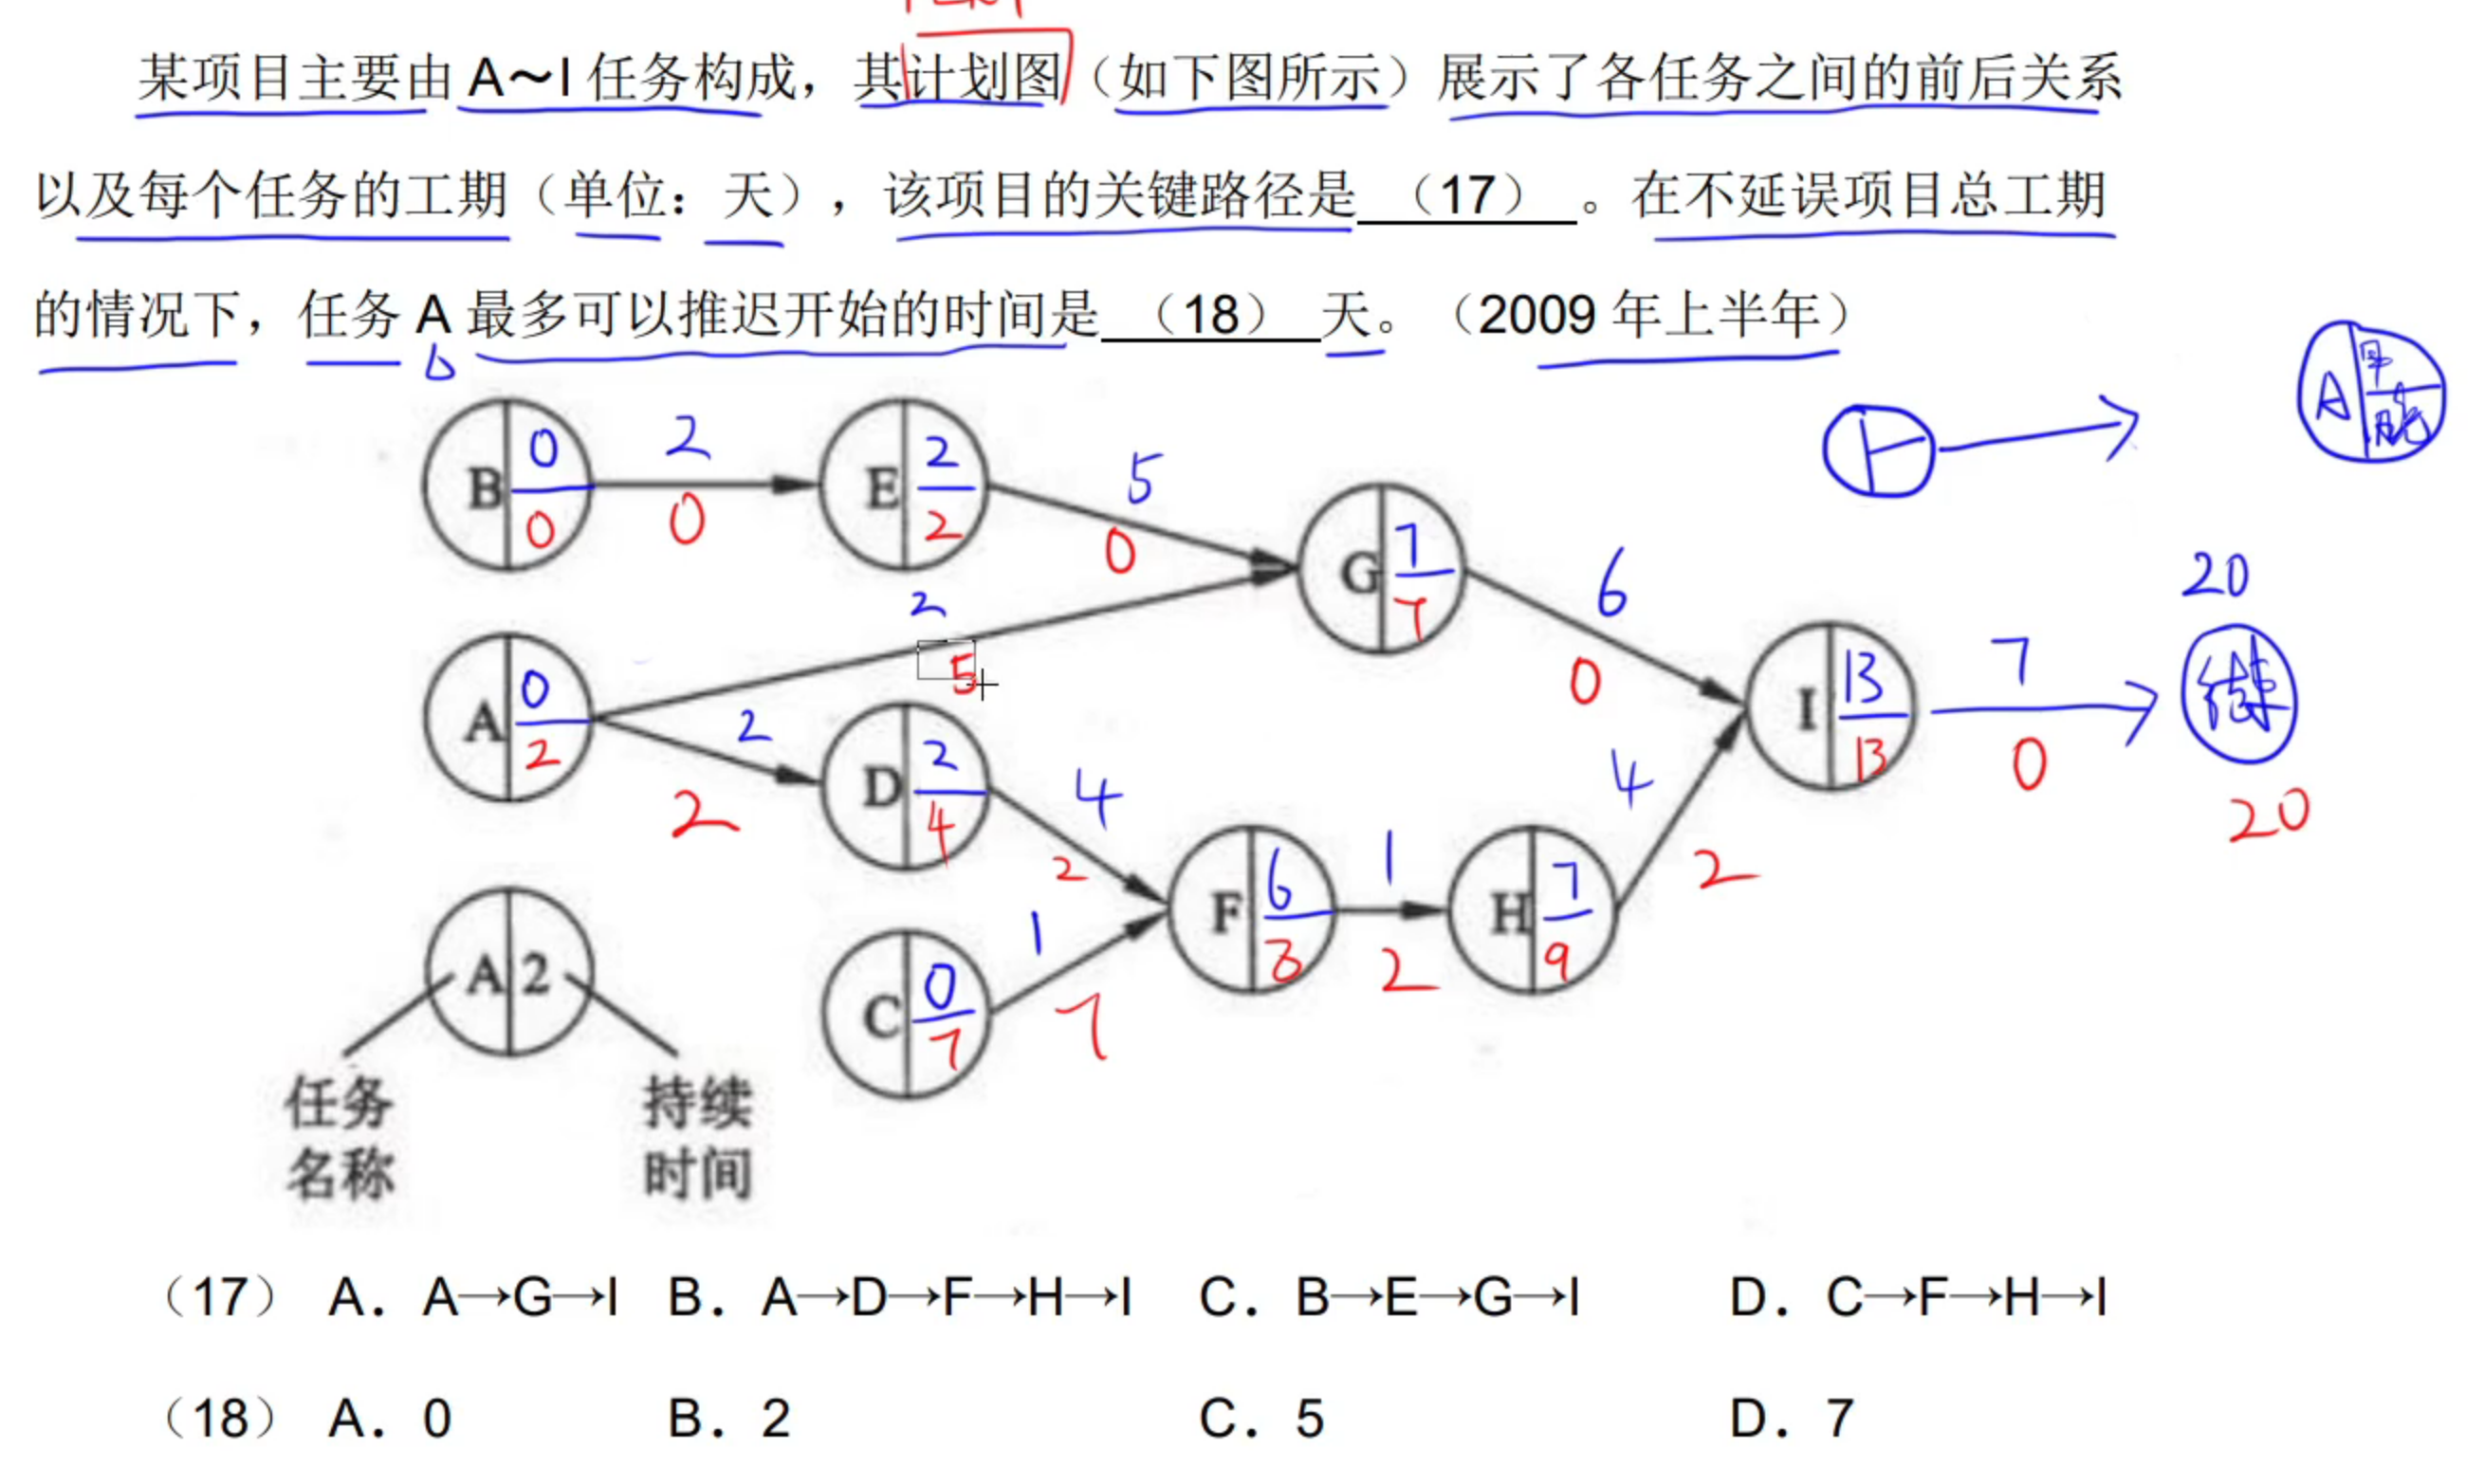 某项目主要由 A～I 任务构成，其计划图（如下图所示）展示了各任务之间的前后关系
以及每个任务的工期（单位：天），该项目的关键路径是 （17） 。在不延误项目总工期
的情况下，任务 A 最多可以推迟开始的时间是 （18） 天。（2009 年上半年）
A 早 晚
B 0 0
2
0
E 2 2
5
0
G 7 7
6
0
20
2
5
A 0 2
2
2
D 2 4
4
2
I 13 13
7
0
结束
20
4
2
A 2
C 0 7
1
7
F 6 8
1
2
H 7 9
任务名称
持续时间
（17） A. A→G→I B. A→D→F→H→I C. B→E→G→I D. C→F→H→I
（18） A. 0 B. 2 C. 5 D. 7